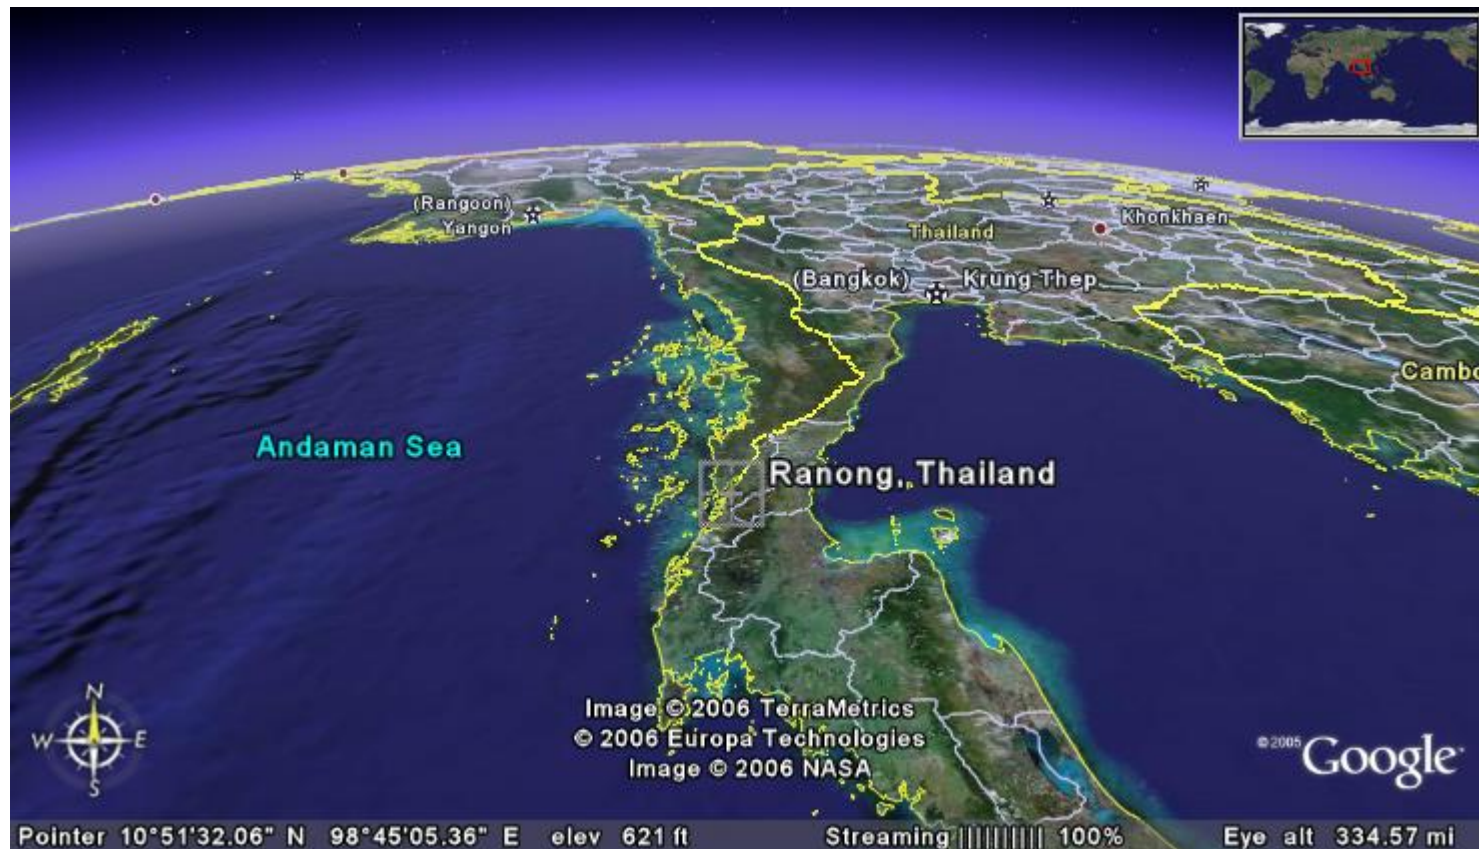 (Rangoon)
Yangon
Khonkhaen
Thailand
(Bangkok) Krung Thep
Cambo
Andaman Sea
Ranong, Thailand
N
W E
S
Image © 2006 TerraMetrics
© 2006 Europa Technologies
Image © 2006 NASA
©2005 Google
Pointer 10°51'32.06" N 98°45'05.36" E elev 621 ft Streaming |||||||||| 100% Eye alt 334.57 mi